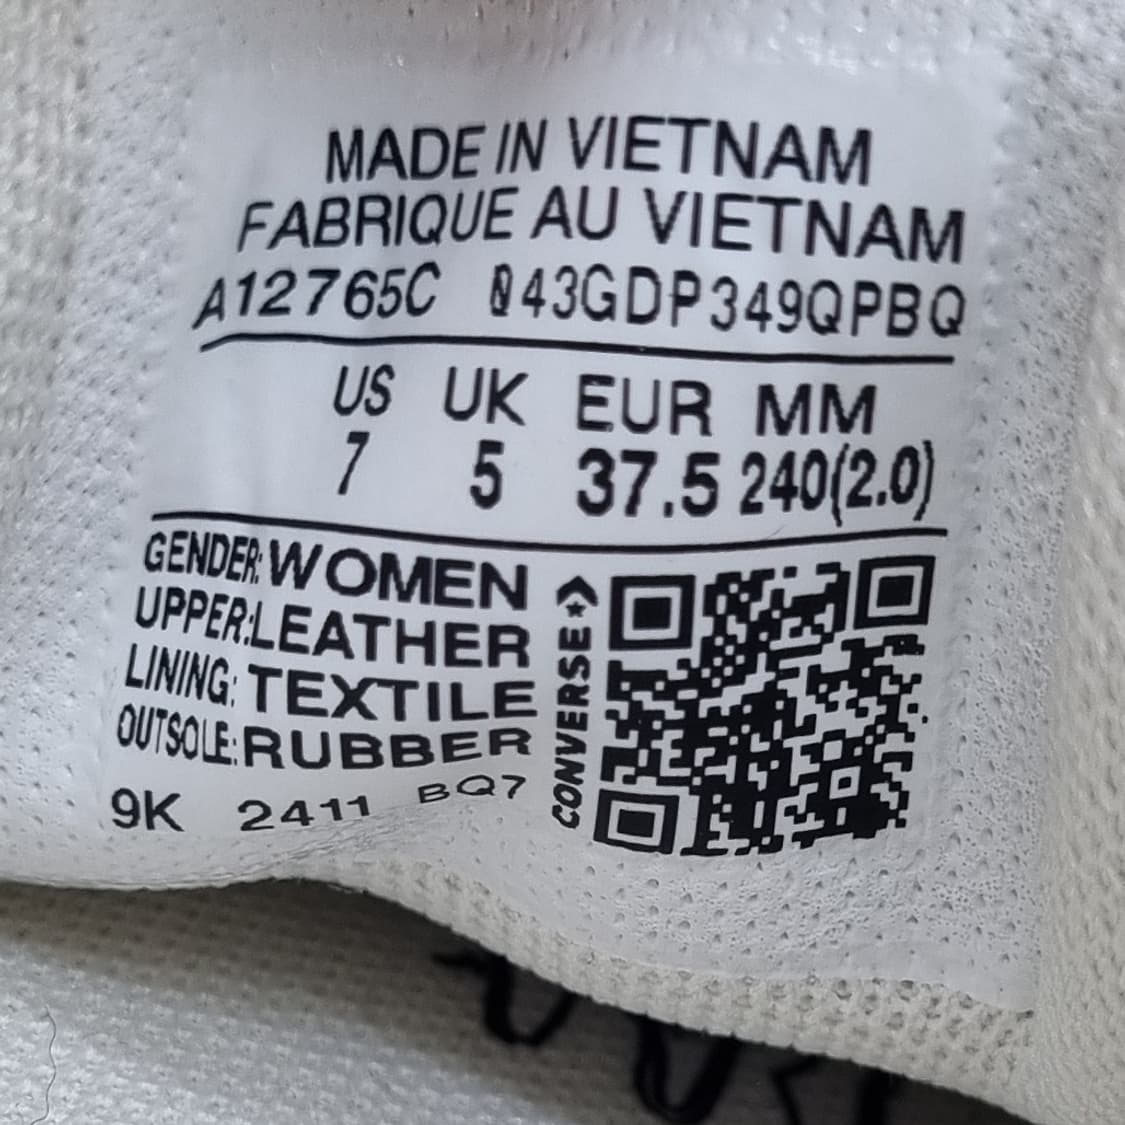 MADE IN VIETNAM
FABRIQUE AU VIETNAM
A12765C 043GDP349QPBQ
US UK EUR MM
7 5 37.5 240(2.0)
GENDER:WOMEN
UPPER:LEATHER
LINING:TEXTILE
OUTSOLE:RUBBER
9K 2411 BQ7
CONVERSE